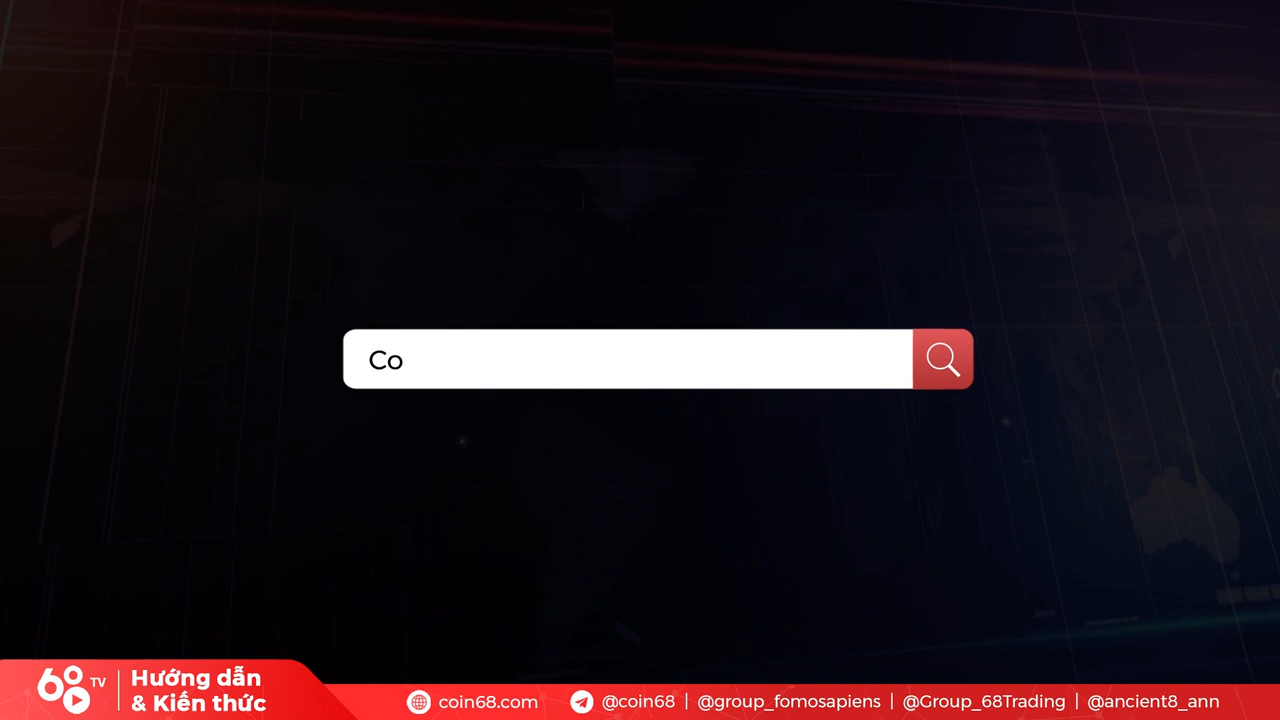 Co
68 TV
Hướng dẫn
& Kiến thức
coin68.com
@coin68 | @group_fomosapiens | @Group_68Trading | @ancient8_ann